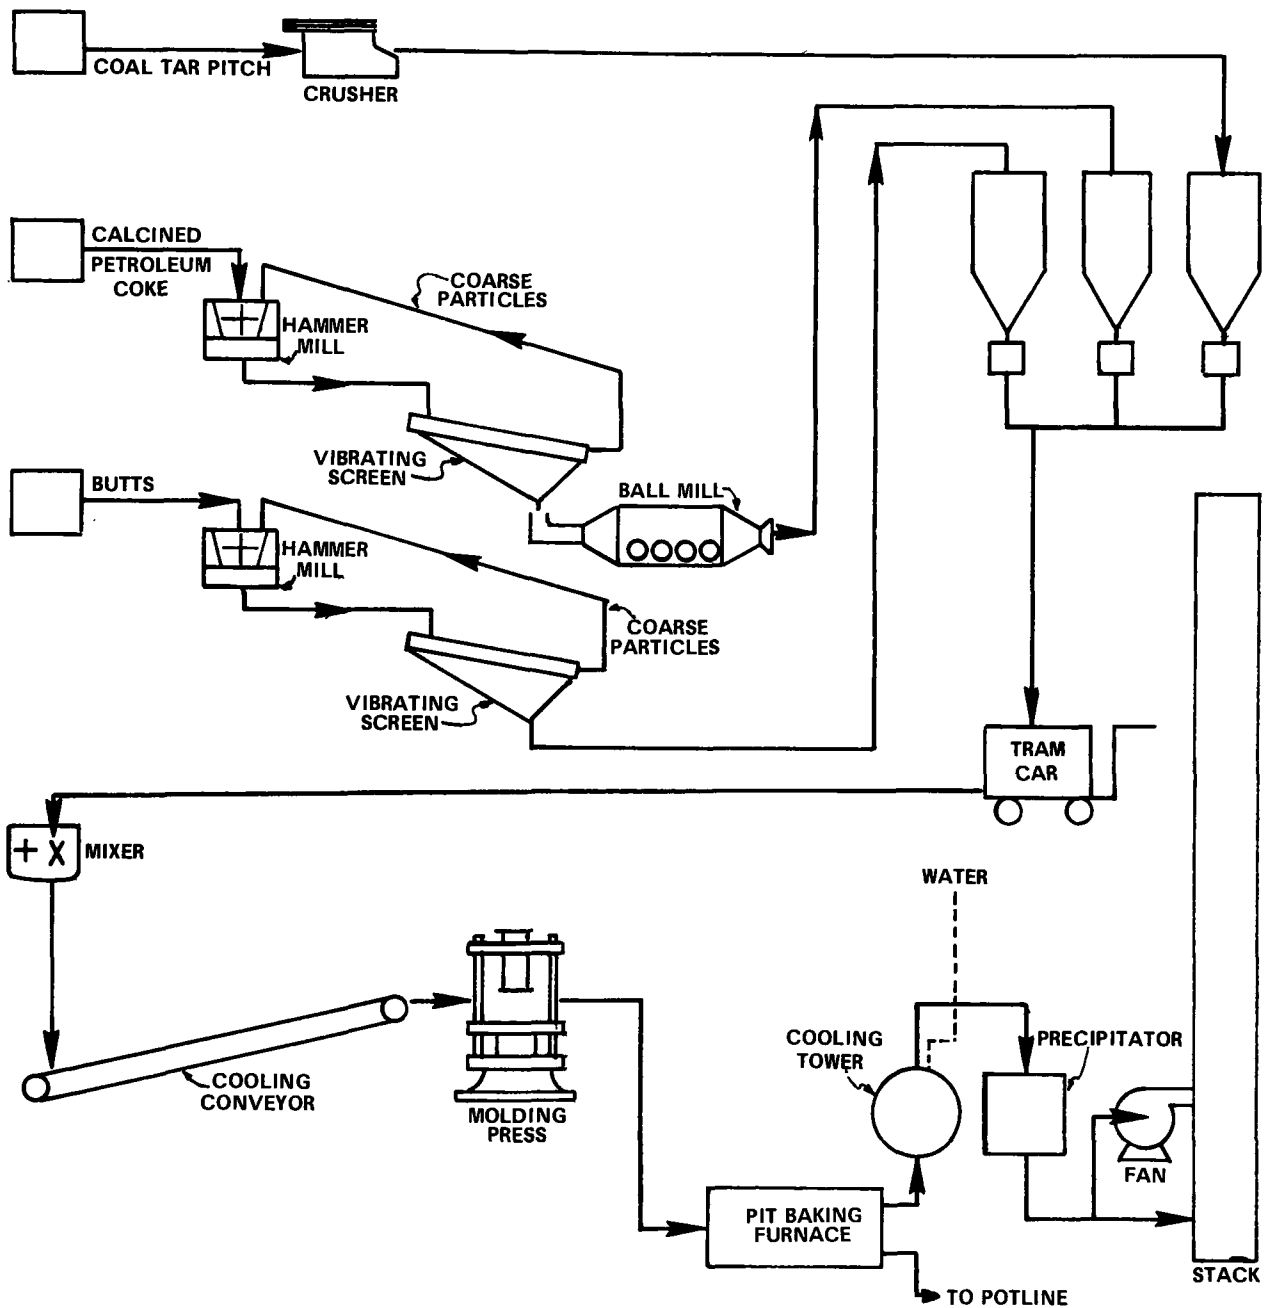 COAL TAR PITCH
CRUSHER
CALCINED
PETROLEUM
COKE
COARSE
PARTICLES
HAMMER
MILL
VIBRATING
SCREEN
BUTTS
BALL MILL
HAMMER
MILL
COARSE
PARTICLES
VIBRATING
SCREEN
TRAM
CAR
+ X
MIXER
WATER
COOLING
TOWER
PRECIPITATOR
COOLING
CONVEYOR
MOLDING
PRESS
FAN
PIT BAKING
FURNACE
STACK
TO POTLINE